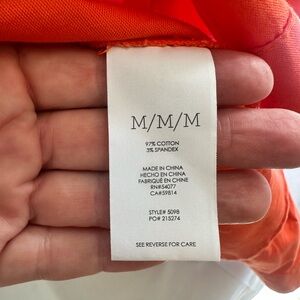 M/M/M
97% COTTON
3% SPANDEX
MADE IN CHINA
HECHO EN CHINA
FABRIQUÉ EN CHINE
RN#54077
CA#59814
STYLE# 5098
PO# 215274
SEE REVERSE FOR CARE